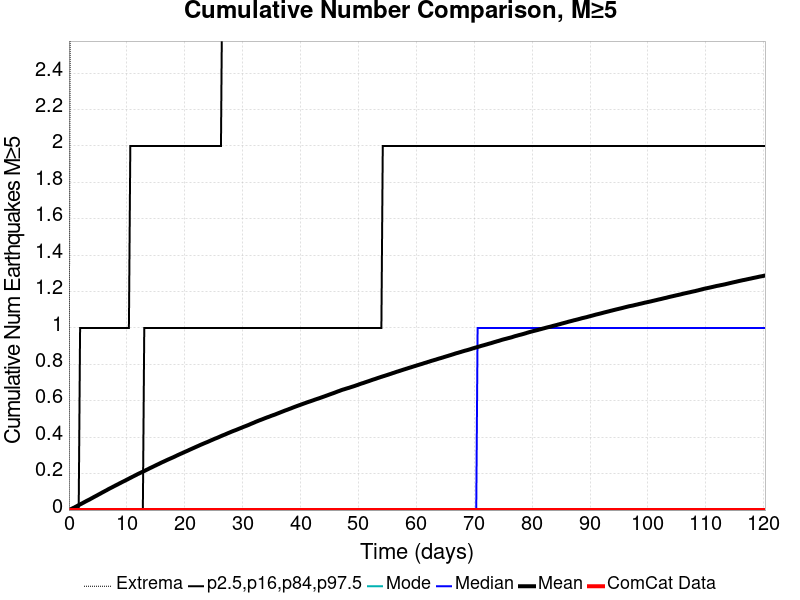 Cumulative Number Comparison, M≥5
Cumulative Num Earthquakes M≥5
2.4
2.2
2
1.8
1.6
1.4
1.2
1
0.8
0.6
0.4
0.2
0
0 10 20 30 40 50 60 70 80 90 100 110 120
Time (days)
Extrema p2.5,p16,p84,p97.5 Mode Median Mean ComCat Data